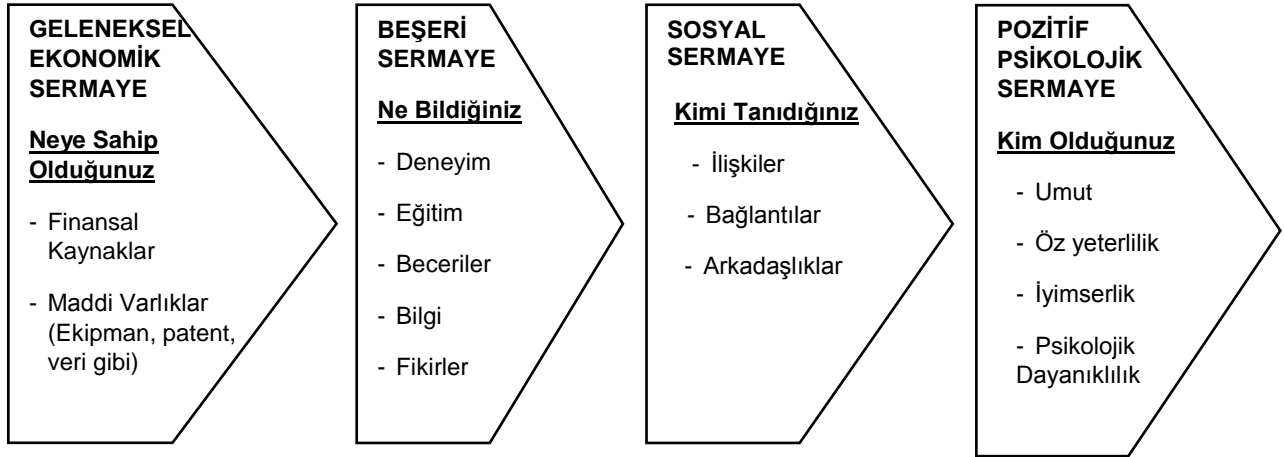 GELENEKSEL
EKONOMİK
SERMAYE
Neye Sahip
Olduğunuz
- Finansal
Kaynaklar
- Maddi Varlıklar
(Ekipman, patent,
veri gibi)
BEŞERİ
SERMAYE
Ne Bildiğiniz
- Deneyim
- Eğitim
- Beceriler
- Bilgi
- Fikirler
SOSYAL
SERMAYE
Kimi Tanıdığınız
- İlişkiler
- Bağlantılar
- Arkadaşlıklar
POZİTİF
PSİKOLOJİK
SERMAYE
Kim Olduğunuz
- Umut
- Öz yeterlilik
- İyimserlik
- Psikolojik
Dayanıklılık